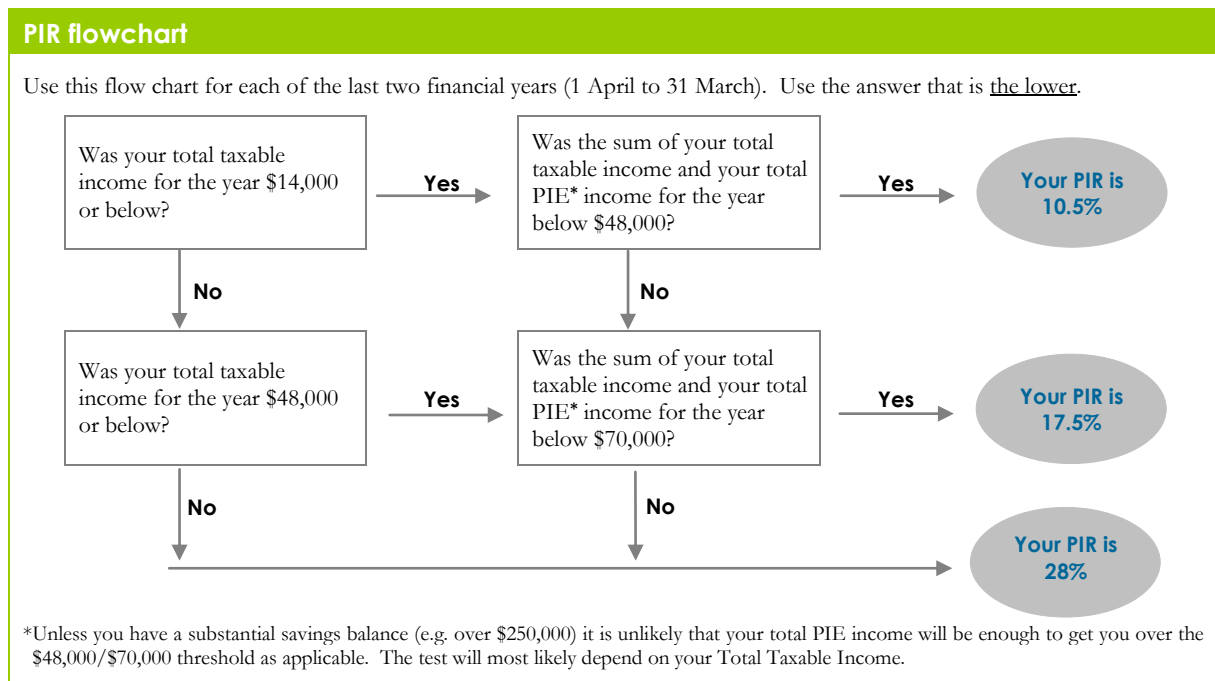 PIR flowchart
Use this flow chart for each of the last two financial years (1 April to 31 March). Use the answer that is the lower.
Was your total taxable
income for the year $14,000
or below?
Yes
Was the sum of your total
taxable income and your total
PIE* income for the year
below $48,000?
Yes
Your PIR is
10.5%
No
No
Was your total taxable
income for the year $48,000
or below?
Yes
Was the sum of your total
taxable income and your total
PIE* income for the year
below $70,000?
Yes
Your PIR is
17.5%
No
No
Your PIR is
28%
*Unless you have a substantial savings balance (e.g. over $250,000) it is unlikely that your total PIE income will be enough to get you over the
$48,000/$70,000 threshold as applicable. The test will most likely depend on your Total Taxable Income.